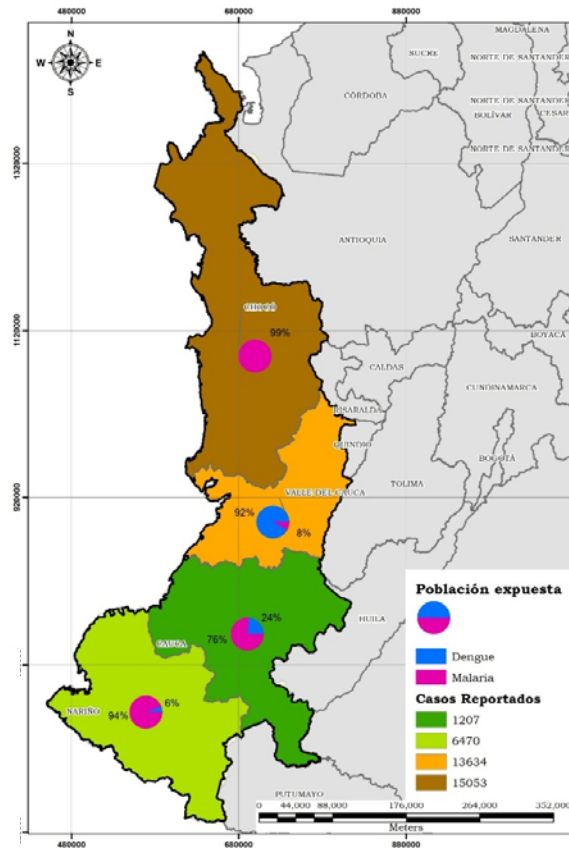 480000 680000 880000
N
W E
S
MAGDALENA
SUCRE
NORTE DE SANTANDER
CÓRDOBA
NORTE DE SANTANDER
BOLÍVAR CESAR
NORTE DE SANTANDER
1320000
ANTIOQUIA
SANTANDER
CHOCÓ
99%
1120000
BOYACÁ
CALDAS
CUNDINAMARCA
RISARALDA
QUINDIO
BOGOTÁ
TOLIMA
VALLE DEL CAUCA
920000
92%
8%
Población expuesta
24%
HUILA
76%
CAUCA
Dengue
Malaria
6%
NARIÑO
94%
Casos Reportados
1207
6470
13634
15053
PUTUMAYO
0 44,000 88,000 176,000 264,000 352,000
Meters
480000 680000 880000